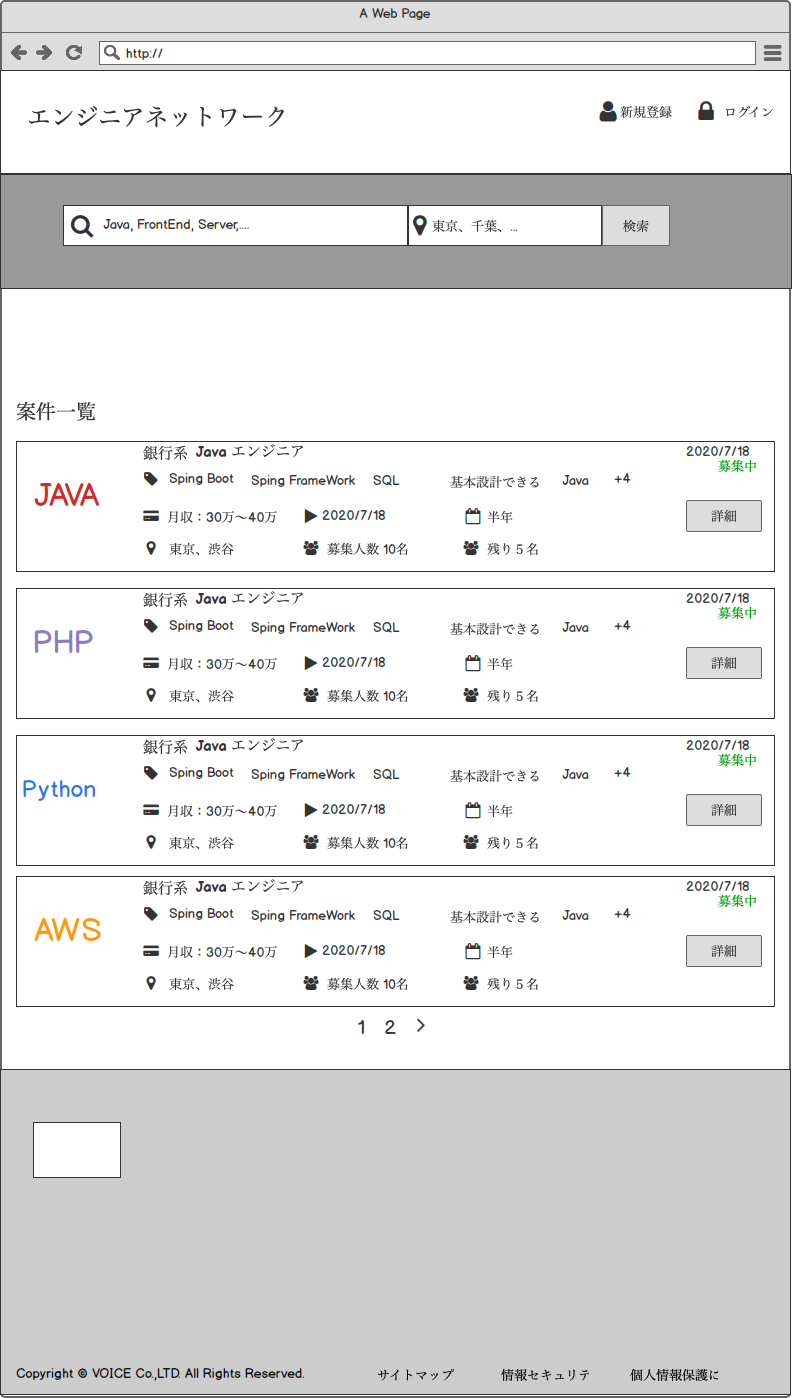 A Web Page
http://
エンジニアネットワーク
新規登録 ログイン
Java, FrontEnd, Server,.... 東京、千葉、... 検索
案件一覧
JAVA
銀行系 Java エンジニア 2020/7/18
募集中
Sping Boot Sping FrameWork SQL 基本設計できる Java +4
月収：30万～40万 2020/7/18 半年 詳細
東京、渋谷 募集人数 10名 残り５名
PHP
銀行系 Java エンジニア 2020/7/18
募集中
Sping Boot Sping FrameWork SQL 基本設計できる Java +4
月収：30万～40万 2020/7/18 半年 詳細
東京、渋谷 募集人数 10名 残り５名
Python
銀行系 Java エンジニア 2020/7/18
募集中
Sping Boot Sping FrameWork SQL 基本設計できる Java +4
月収：30万～40万 2020/7/18 半年 詳細
東京、渋谷 募集人数 10名 残り５名
AWS
銀行系 Java エンジニア 2020/7/18
募集中
Sping Boot Sping FrameWork SQL 基本設計できる Java +4
月収：30万～40万 2020/7/18 半年 詳細
東京、渋谷 募集人数 10名 残り５名
1 2 >
Copyright © VOICE Co.,LTD. All Rights Reserved. サイトマップ 情報セキュリテ 個人情報保護に